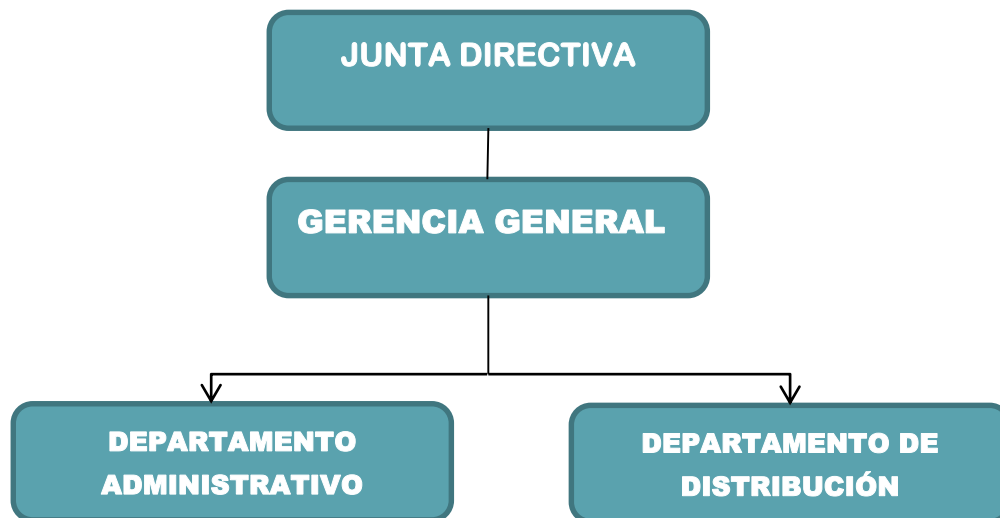 JUNTA DIRECTIVA
GERENCIA GENERAL
DEPARTAMENTO
ADMINISTRATIVO
DEPARTAMENTO DE
DISTRIBUCIÓN